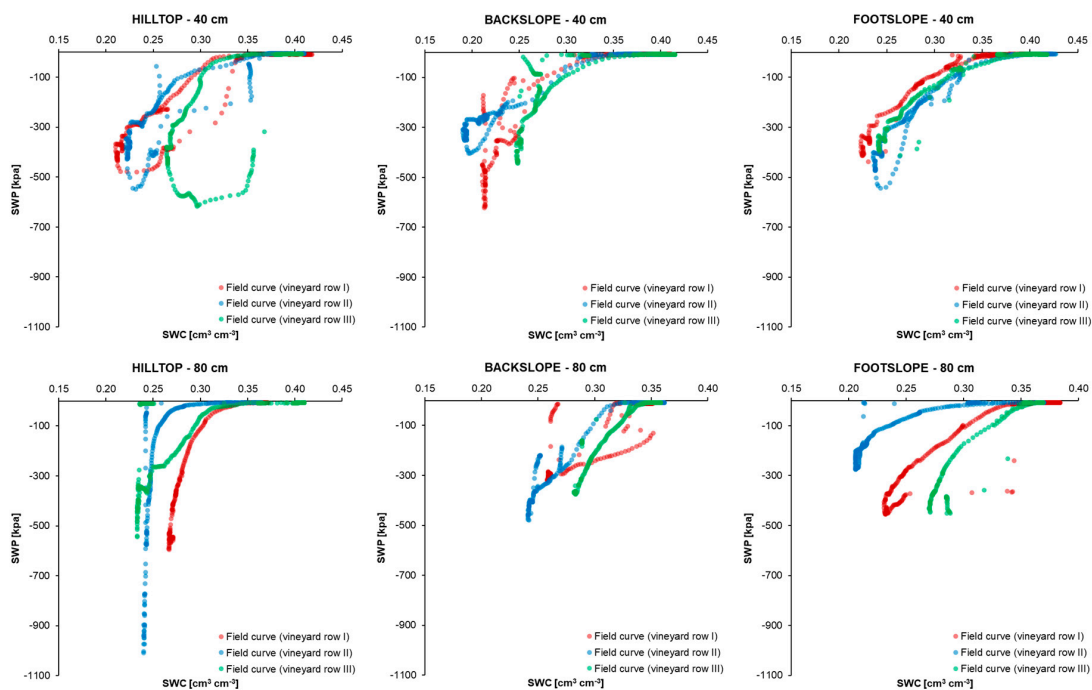 HILLTOP - 40 cm
0.15 0.20 0.25 0.30 0.35 0.40 0.45
-100
-300
-500
-700
-900
-1100
SWP [kpa]
Field curve (vineyard row I)
Field curve (vineyard row II)
Field curve (vineyard row III)
SWC [cm³ cm⁻³]
BACKSLOPE - 40 cm
0.15 0.20 0.25 0.30 0.35 0.40 0.45
-100
-300
-500
-700
-900
-1100
SWP [kpa]
Field curve (vineyard row I)
Field curve (vineyard row II)
Field curve (vineyard row III)
SWC [cm³ cm⁻³]
FOOTSLOPE - 40 cm
0.15 0.20 0.25 0.30 0.35 0.40 0.45
-100
-300
-500
-700
-900
-1100
SWP [kpa]
Field curve (vineyard row I)
Field curve (vineyard row II)
Field curve (vineyard row III)
SWC [cm³ cm⁻³]
HILLTOP - 80 cm
0.15 0.20 0.25 0.30 0.35 0.40 0.45
-100
-300
-500
-700
-900
-1100
SWP [kpa]
Field curve (vineyard row I)
Field curve (vineyard row II)
Field curve (vineyard row III)
SWC [cm³ cm⁻³]
BACKSLOPE - 80 cm
0.15 0.20 0.25 0.30 0.35 0.40
-100
-300
-500
-700
-900
-1100
SWP [kpa]
Field curve (vineyard row I)
Field curve (vineyard row II)
Field curve (vineyard row III)
SWC [cm³ cm⁻³]
FOOTSLOPE - 80 cm
0.15 0.20 0.25 0.30 0.35 0.40
-100
-300
-500
-700
-900
-1100
SWP [kpa]
Field curve (vineyard row I)
Field curve (vineyard row II)
Field curve (vineyard row III)
SWC [cm³ cm⁻³]